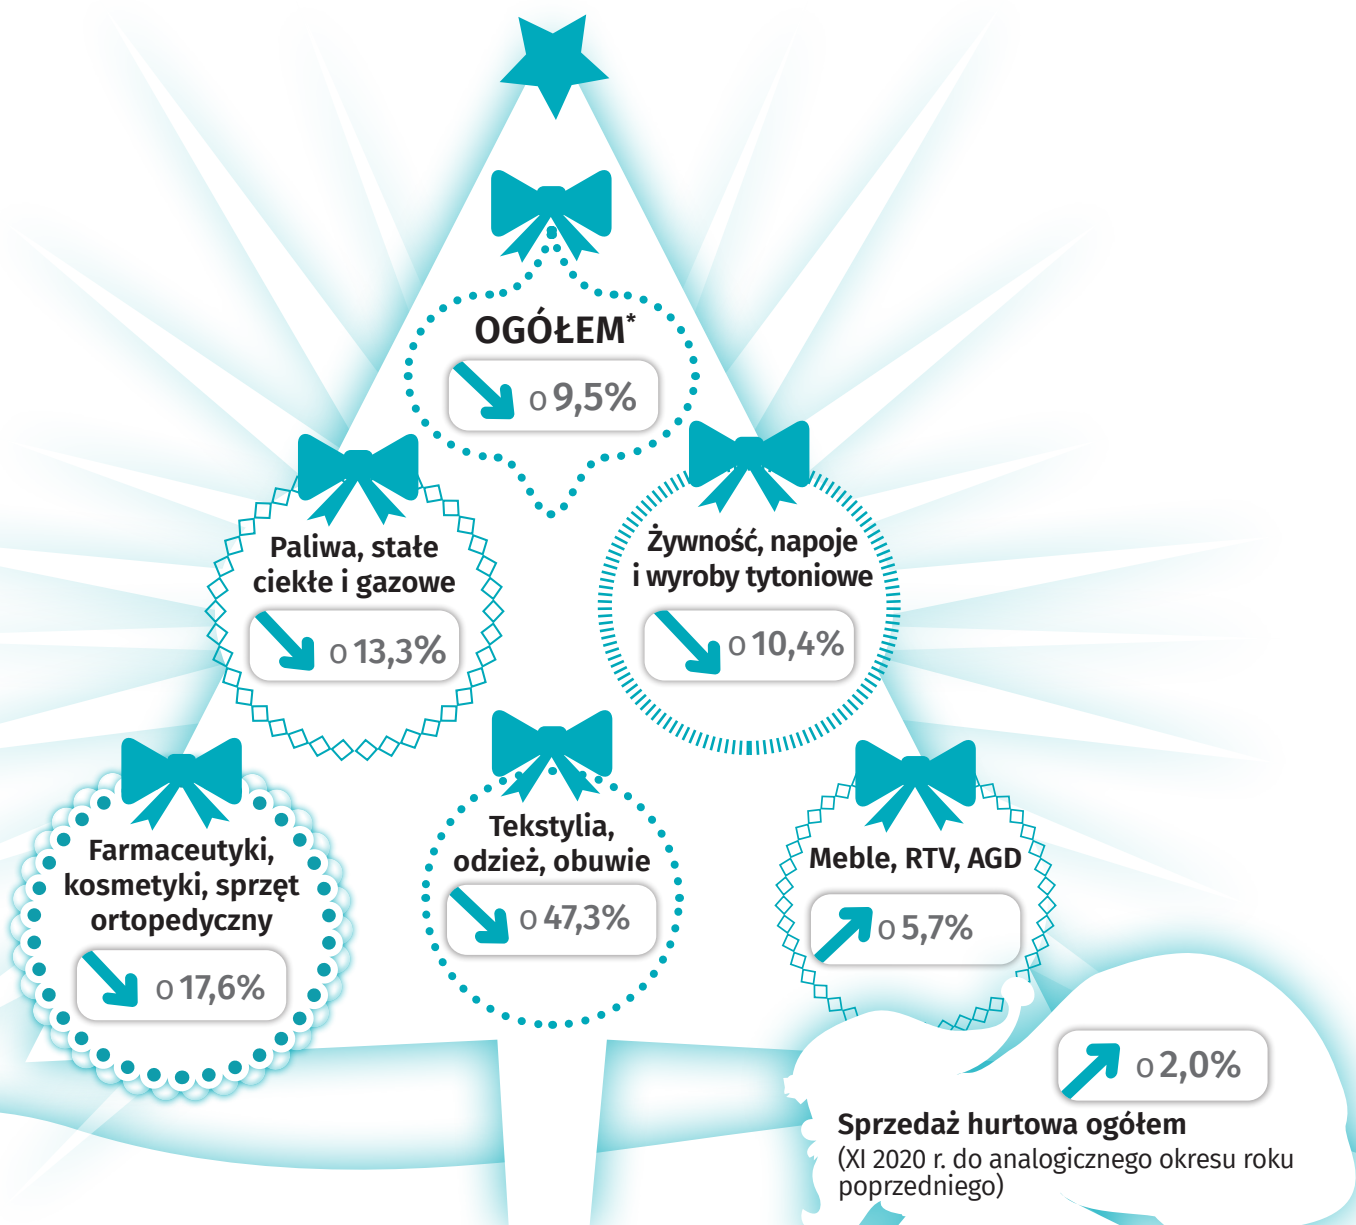 OGÓŁEM*
o 9,5%
Paliwa, stałe
ciekłe i gazowe
o 13,3%
Żywność, napoje
i wyroby tytoniowe
o 10,4%
Farmaceutyki,
kosmetyki, sprzęt
ortopedyczny
o 17,6%
Tekstylia,
odzież, obuwie
o 47,3%
Meble, RTV, AGD
o 5,7%
o 2,0%
Sprzedaż hurtowa ogółem
(XI 2020 r. do analogicznego okresu roku
poprzedniego)